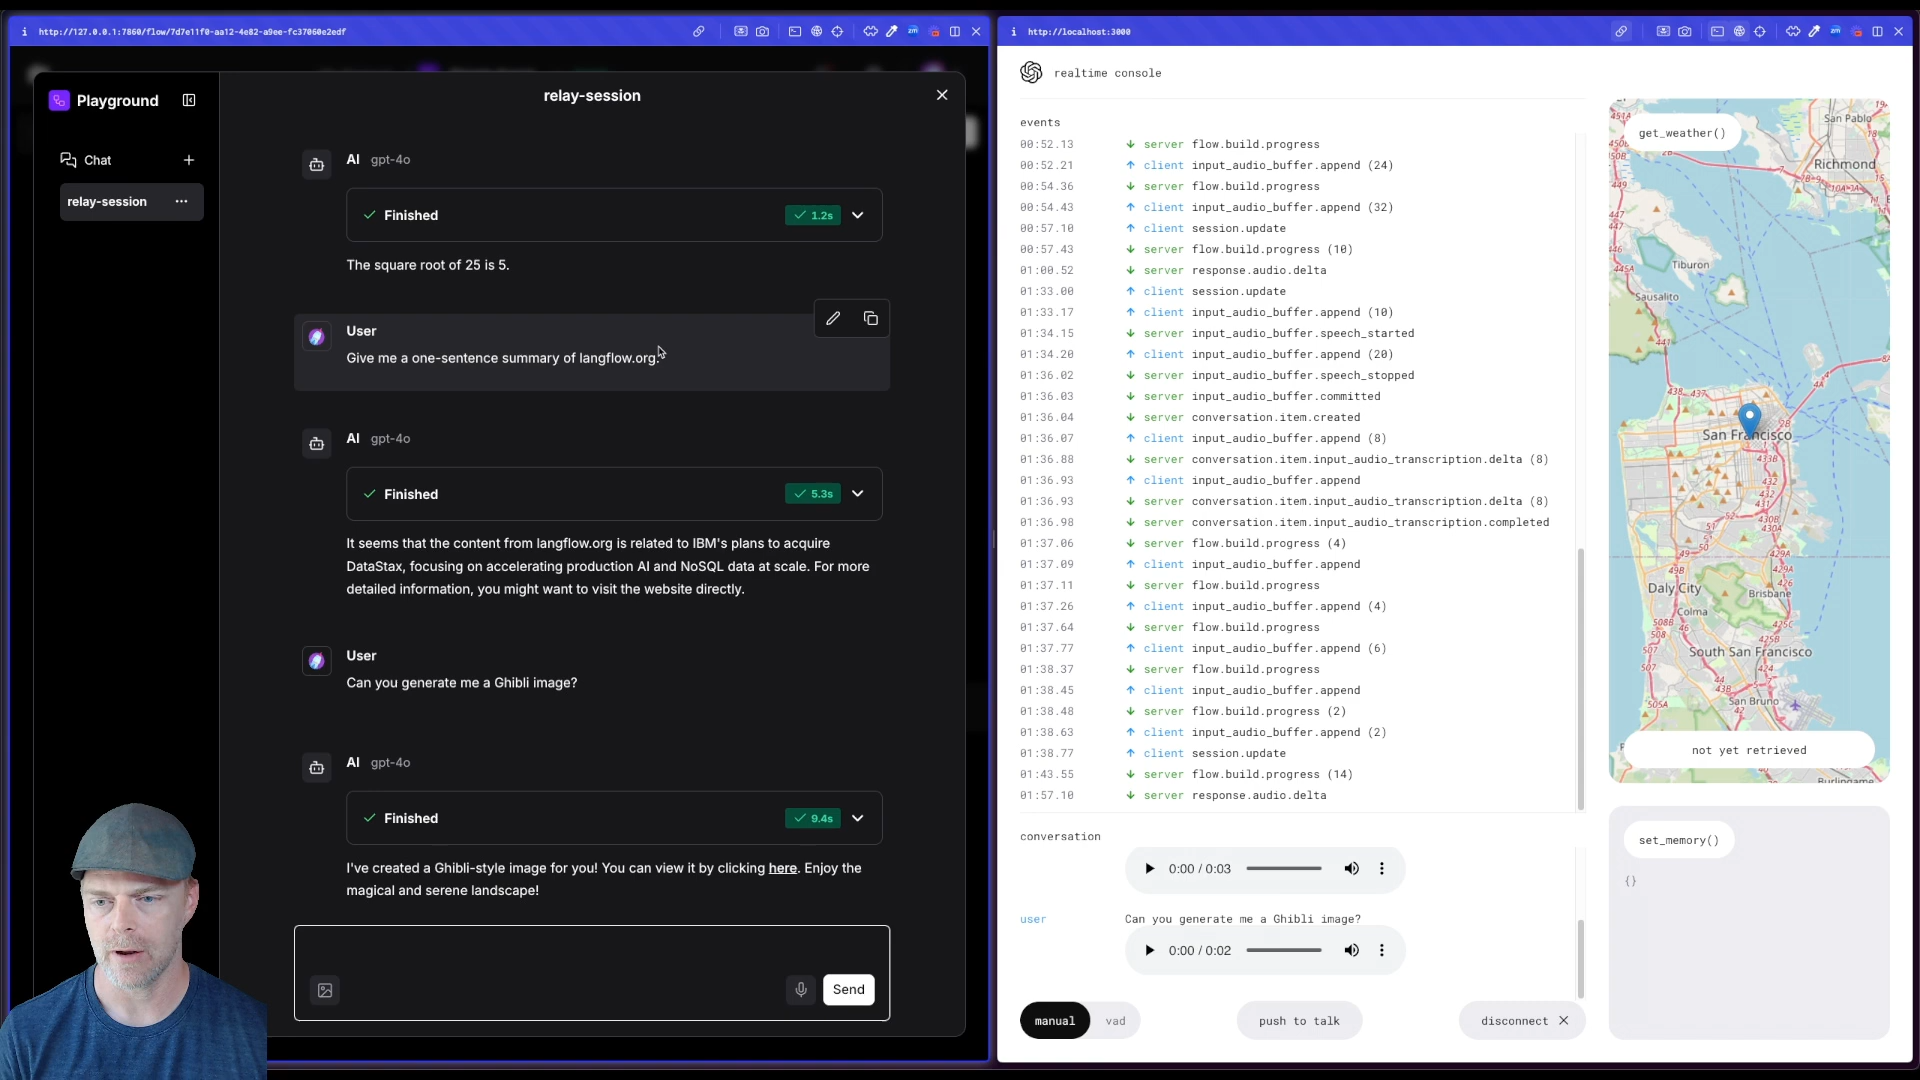 http://127.0.0.1:7860/flow/7d7e11f0-aa12-4e82-a9ee-fc37060e2edf
Playground
Chat
relay-session
relay-session
AI gpt-4o
Finished
1.2s
The square root of 25 is 5.
User
Give me a one-sentence summary of langflow.org.
AI gpt-4o
Finished
5.3s
It seems that the content from langflow.org is related to IBM's plans to acquire
DataStax, focusing on accelerating production AI and NoSQL data at scale. For more
detailed information, you might want to visit the website directly.
User
Can you generate me a Ghibli image?
AI gpt-4o
Finished
9.4s
I've created a Ghibli-style image for you! You can view it by clicking here. Enjoy the
magical and serene landscape!
Send
http://localhost:3000
realtime console
events
00:52.13 server flow.build.progress
00:52.21 client input_audio_buffer.append (24)
00:54.36 server flow.build.progress
00:54.43 client input_audio_buffer.append (32)
00:57.10 client session.update
00:57.43 server flow.build.progress (10)
01:00.52 server response.audio.delta
01:33.00 client session.update
01:33.17 client input_audio_buffer.append (10)
01:34.15 server input_audio_buffer.speech_started
01:34.20 client input_audio_buffer.append (20)
01:36.02 server input_audio_buffer.speech_stopped
01:36.03 server input_audio_buffer.committed
01:36.04 server conversation.item.created
01:36.07 client input_audio_buffer.append (8)
01:36.88 server conversation.item.input_audio_transcription.delta (8)
01:36.93 client input_audio_buffer.append
01:36.93 server conversation.item.input_audio_transcription.delta (8)
01:36.98 server conversation.item.input_audio_transcription.completed
01:37.06 server flow.build.progress (4)
01:37.09 client input_audio_buffer.append
01:37.11 server flow.build.progress
01:37.26 client input_audio_buffer.append (4)
01:37.64 server flow.build.progress
01:37.77 client input_audio_buffer.append (6)
01:38.37 server flow.build.progress
01:38.45 client input_audio_buffer.append
01:38.48 server flow.build.progress (2)
01:38.63 client input_audio_buffer.append (2)
01:38.77 client session.update
01:43.55 server flow.build.progress (14)
01:57.10 server response.audio.delta
conversation
0:00 / 0:03
user Can you generate me a Ghibli image?
0:00 / 0:02
manual vad
push to talk
disconnect
get_weather()
San Pablo
Richmond
Tiburon
Sausalito
San Francisco
Daly City
Brisbane
Colma
South San Francisco
San Bruno
not yet retrieved
Burlingame
set_memory()
{}